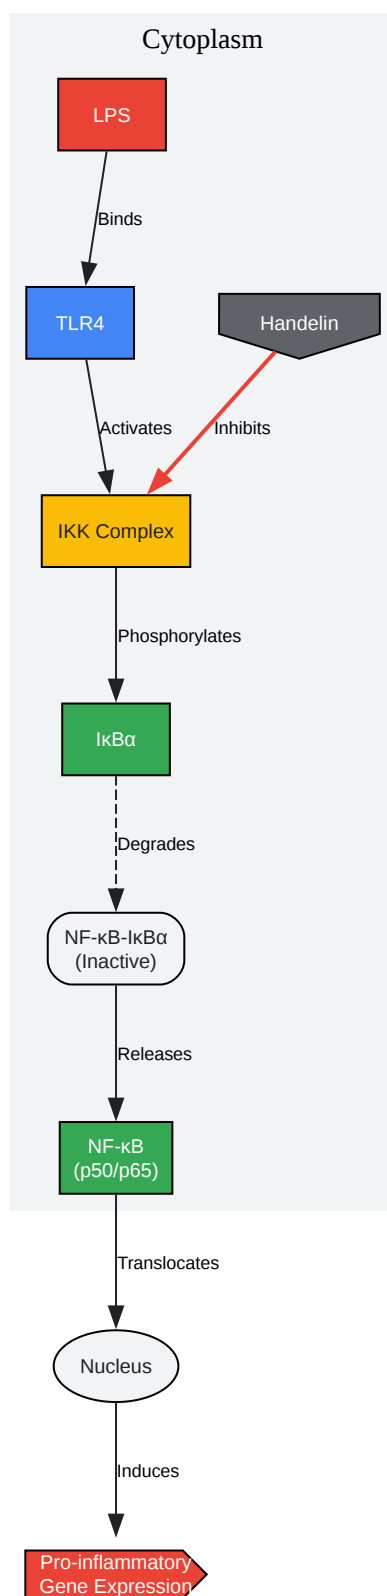 Cytoplasm
LPS
Binds
TLR4
Handelin
Activates
Inhibits
IKK Complex
Phosphorylates
IκBα
Degrades
NF-κB-IκBα
(Inactive)
Releases
NF-κB
(p50/p65)
Translocates
Nucleus
Induces
Pro-inflammatory
Gene Expression